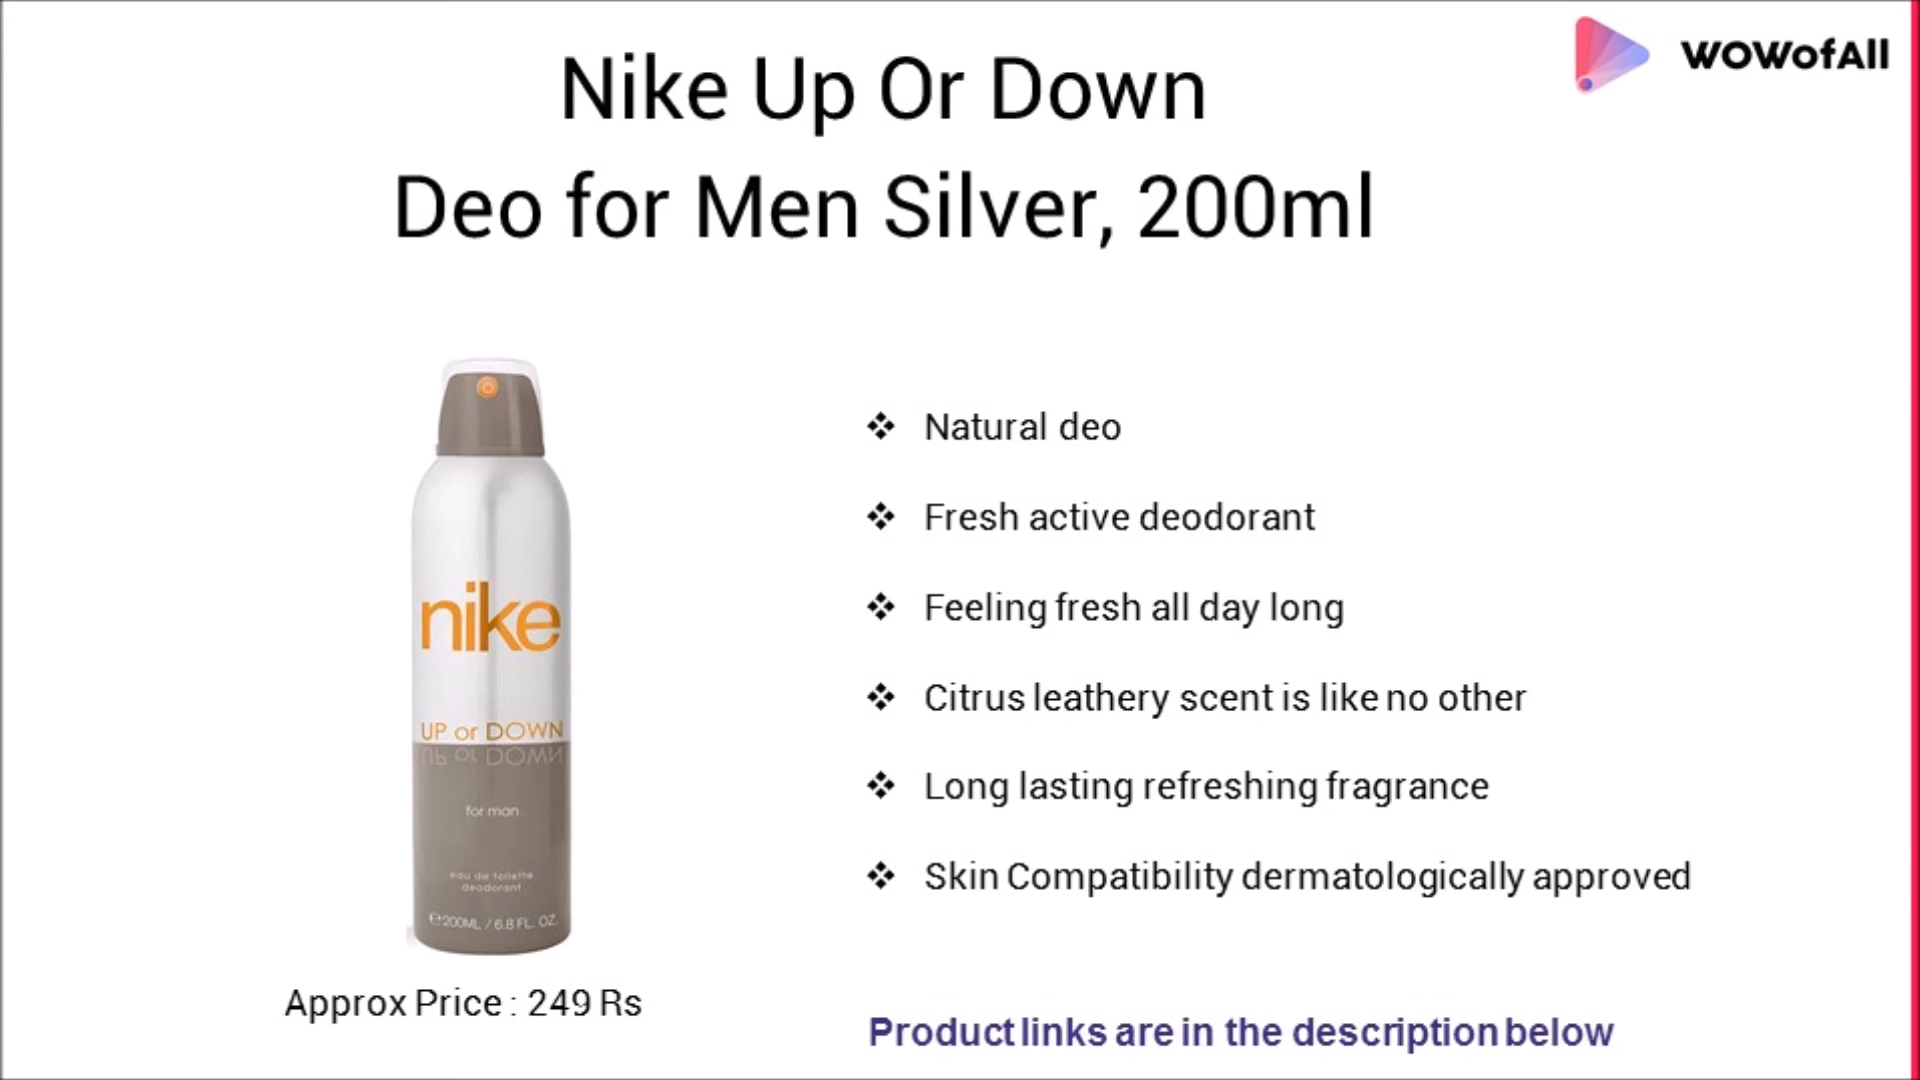 WOWofAll
Nike Up Or Down
Deo for Men Silver, 200ml
nike
UP or DOWN
UP or DOWN
for man
eau de toilette
deodorant
℮200ML / 6.8 FL. OZ.
Approx Price : 249 Rs
❖ Natural deo
❖ Fresh active deodorant
❖ Feeling fresh all day long
❖ Citrus leathery scent is like no other
❖ Long lasting refreshing fragrance
❖ Skin Compatibility dermatologically approved
Product links are in the description below